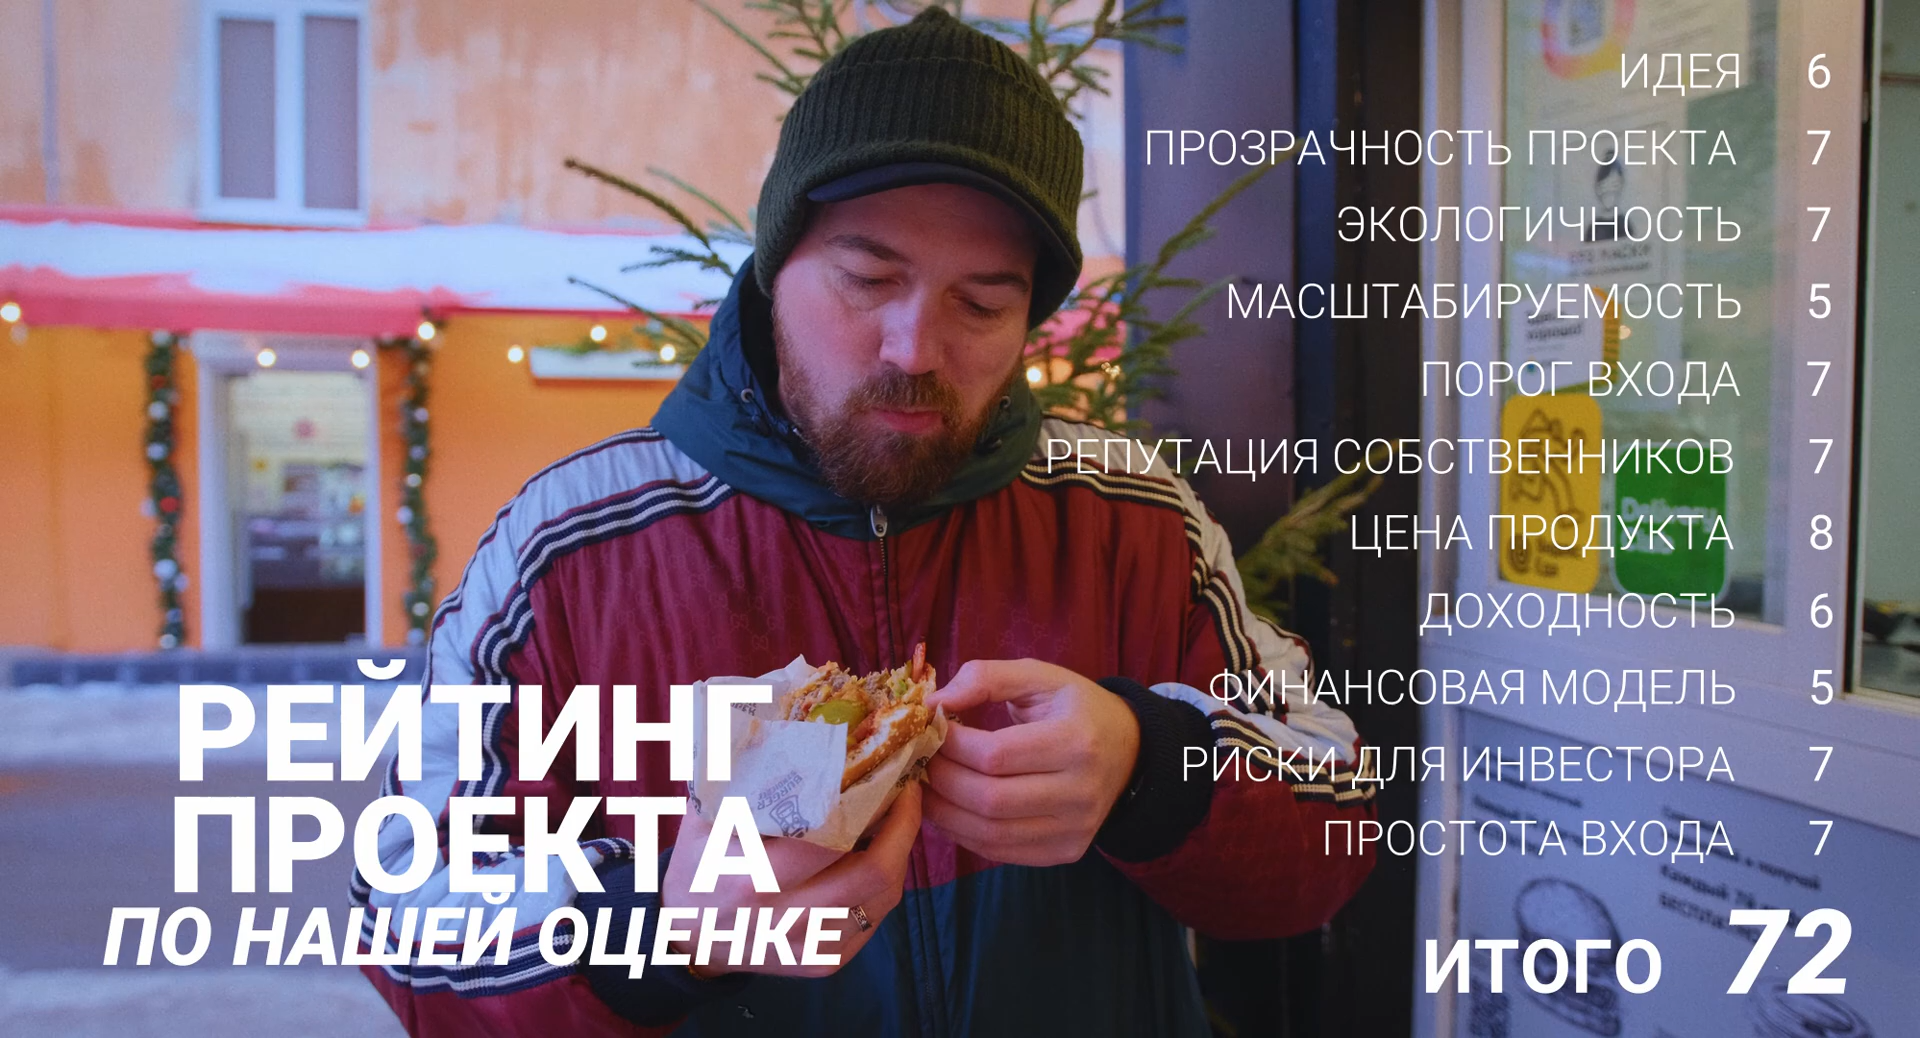 ИДЕЯ 6
ПРОЗРАЧНОСТЬ ПРОЕКТА 7
ЭКОЛОГИЧНОСТЬ 7
МАСШТАБИРУЕМОСТЬ 5
ПОРОГ ВХОДА 7
РЕПУТАЦИЯ СОБСТВЕННИКОВ 7
ЦЕНА ПРОДУКТА 8
ДОХОДНОСТЬ 6
ФИНАНСОВАЯ МОДЕЛЬ 5
РИСКИ ДЛЯ ИНВЕСТОРА 7
ПРОСТОТА ВХОДА 7
ИТОГО 72
РЕЙТИНГ
ПРОЕКТА
ПО НАШЕЙ ОЦЕНКЕ